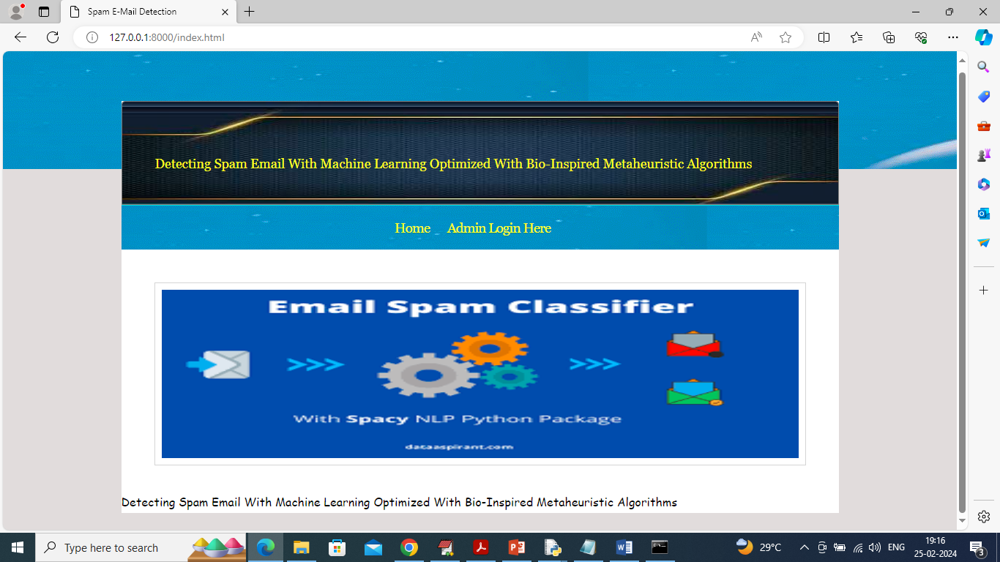 Spam E-Mail Detection
127.0.0.1:8000/index.html
Detecting Spam Email With Machine Learning Optimized With Bio-Inspired Metaheuristic Algorithms
Home Admin Login Here
Email Spam Classifier
With Spacy NLP Python Package
dataaspirant.com
Detecting Spam Email With Machine Learning Optimized With Bio-Inspired Metaheuristic Algorithms
Type here to search
29°C
ENG
19:16
25-02-2024
3